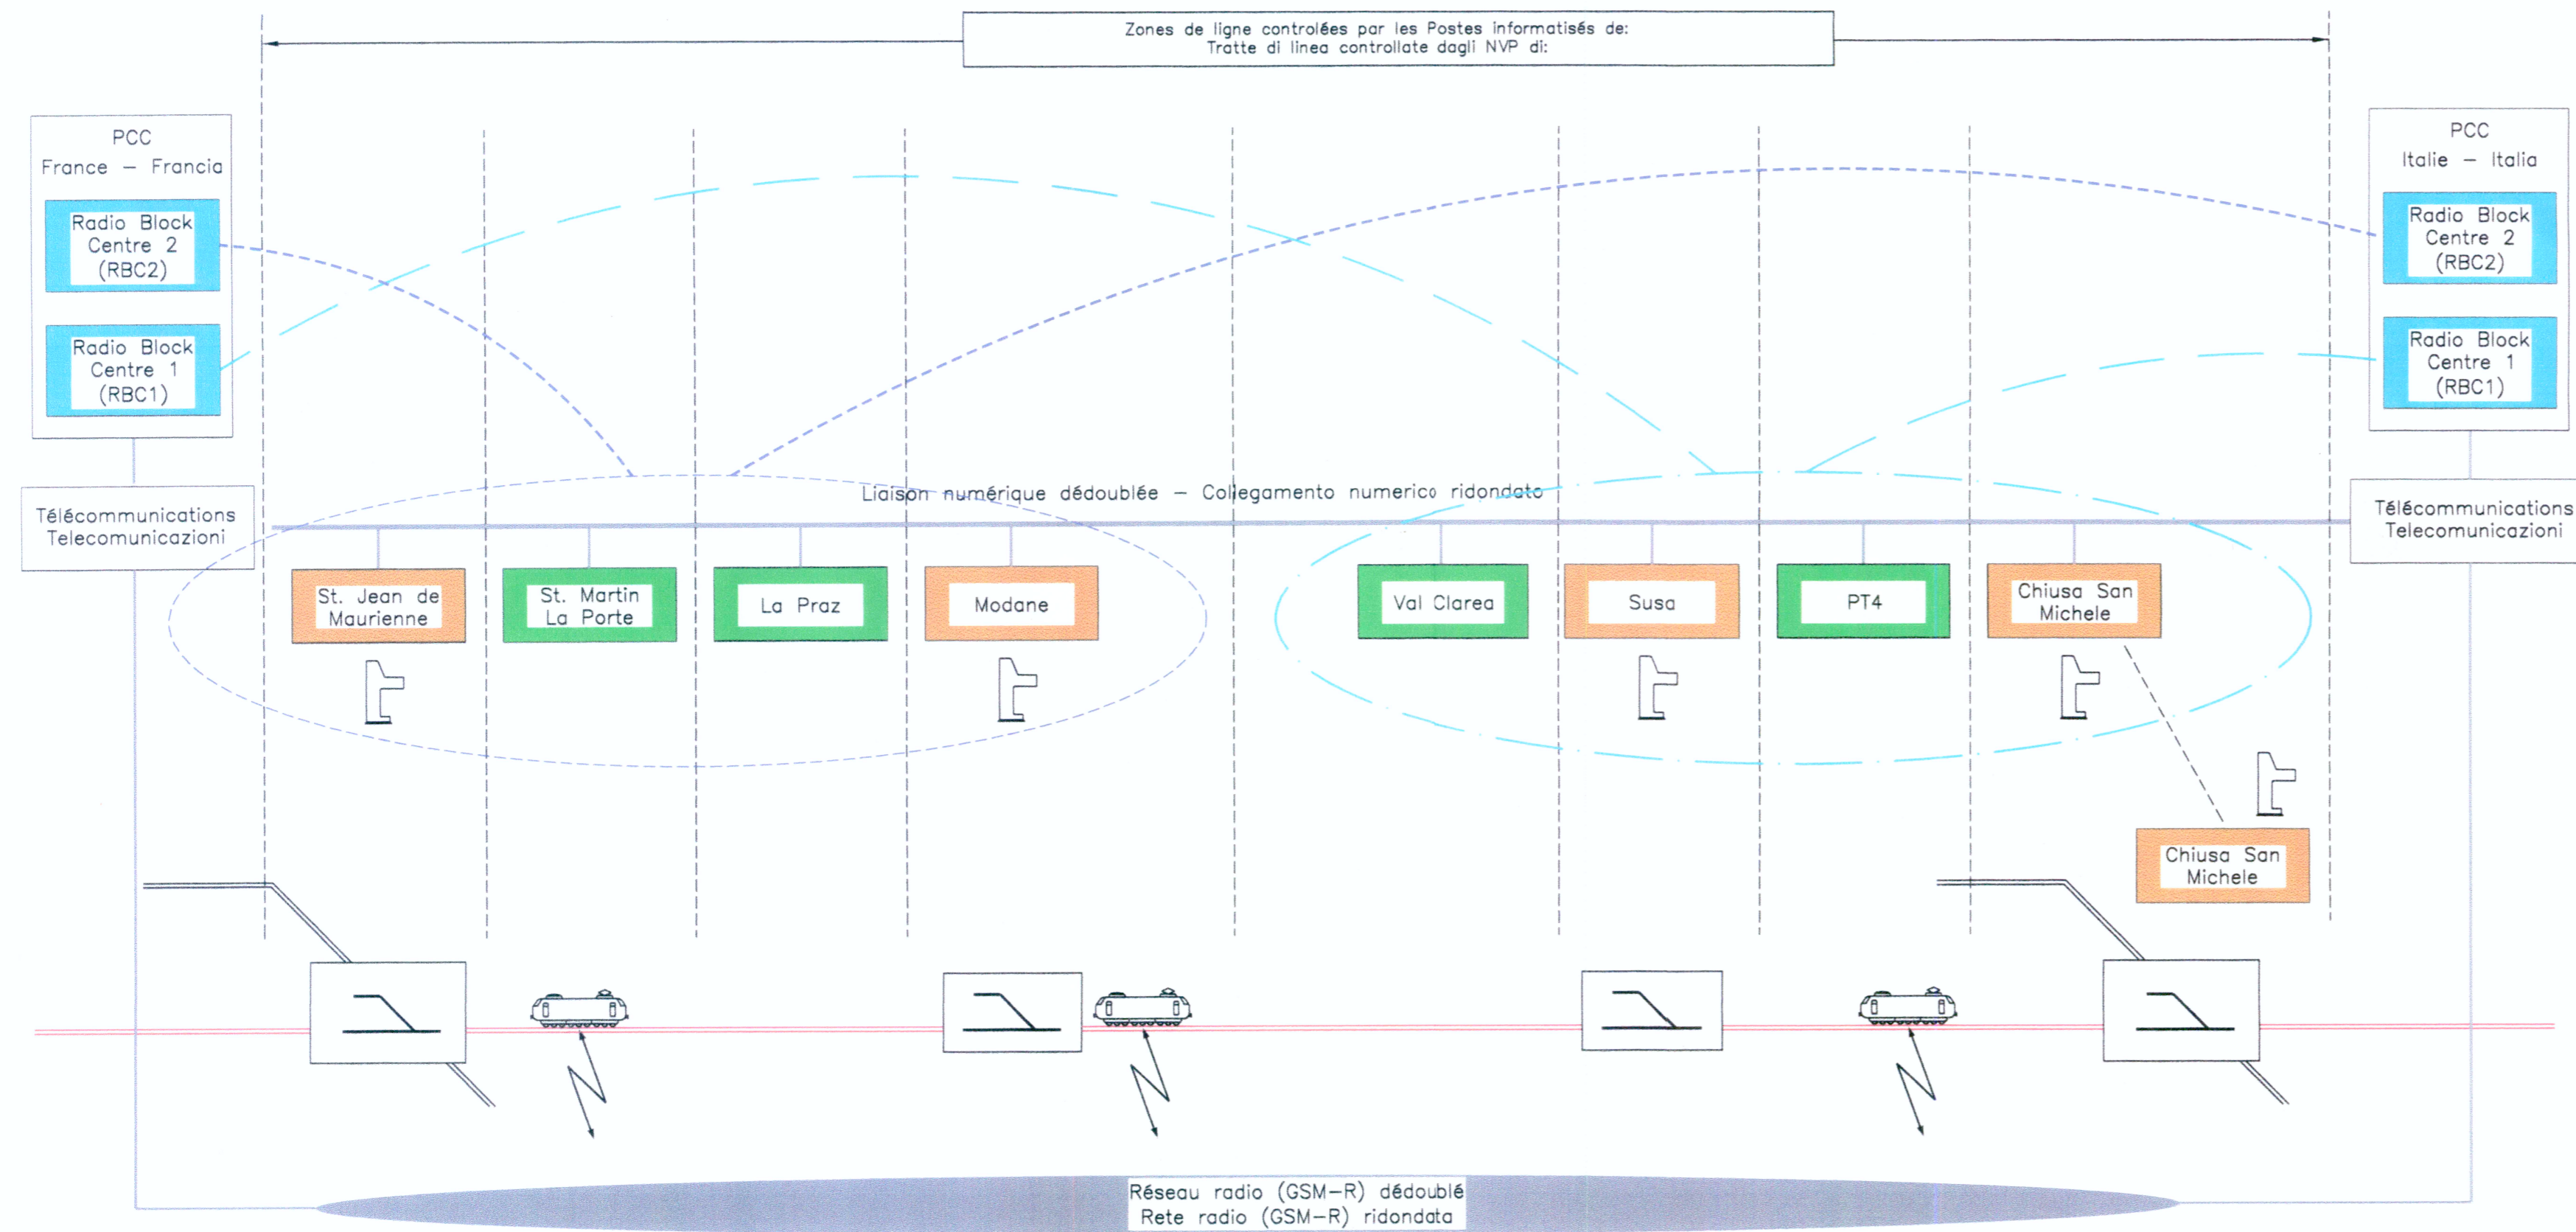 Zones de ligne controlées par les Postes informatisés de:
Tratte di linea controllate dagli NVP di:
PCC
France – Francia
Radio Block
Centre 2
(RBC2)
Radio Block
Centre 1
(RBC1)
PCC
Italie – Italia
Radio Block
Centre 2
(RBC2)
Radio Block
Centre 1
(RBC1)
Télécommunications
Telecomunicazioni
Liaison numérique dédoublée – Collegamento numerico ridondato
Télécommunications
Telecomunicazioni
St. Jean de
Maurienne
St. Martin
La Porte
La Praz
Modane
Val Clarea
Susa
PT4
Chiusa San
Michele
Chiusa San
Michele
Réseau radio (GSM–R) dédoublé
Rete radio (GSM–R) ridondata